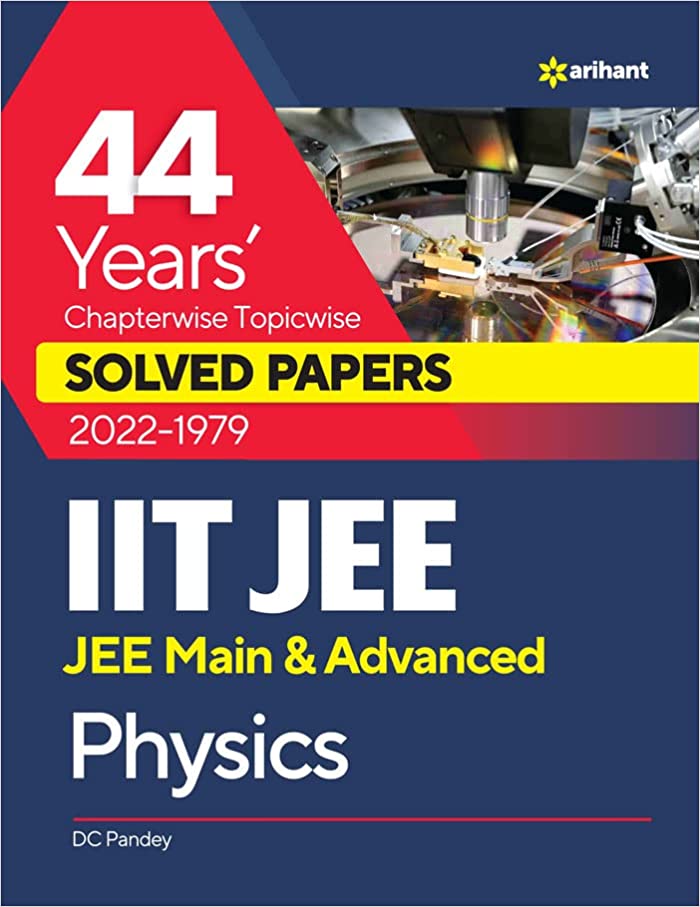 arihant
44
Years’
Chapterwise Topicwise
SOLVED PAPERS
2022-1979
IIT JEE
JEE Main & Advanced
Physics
DC Pandey